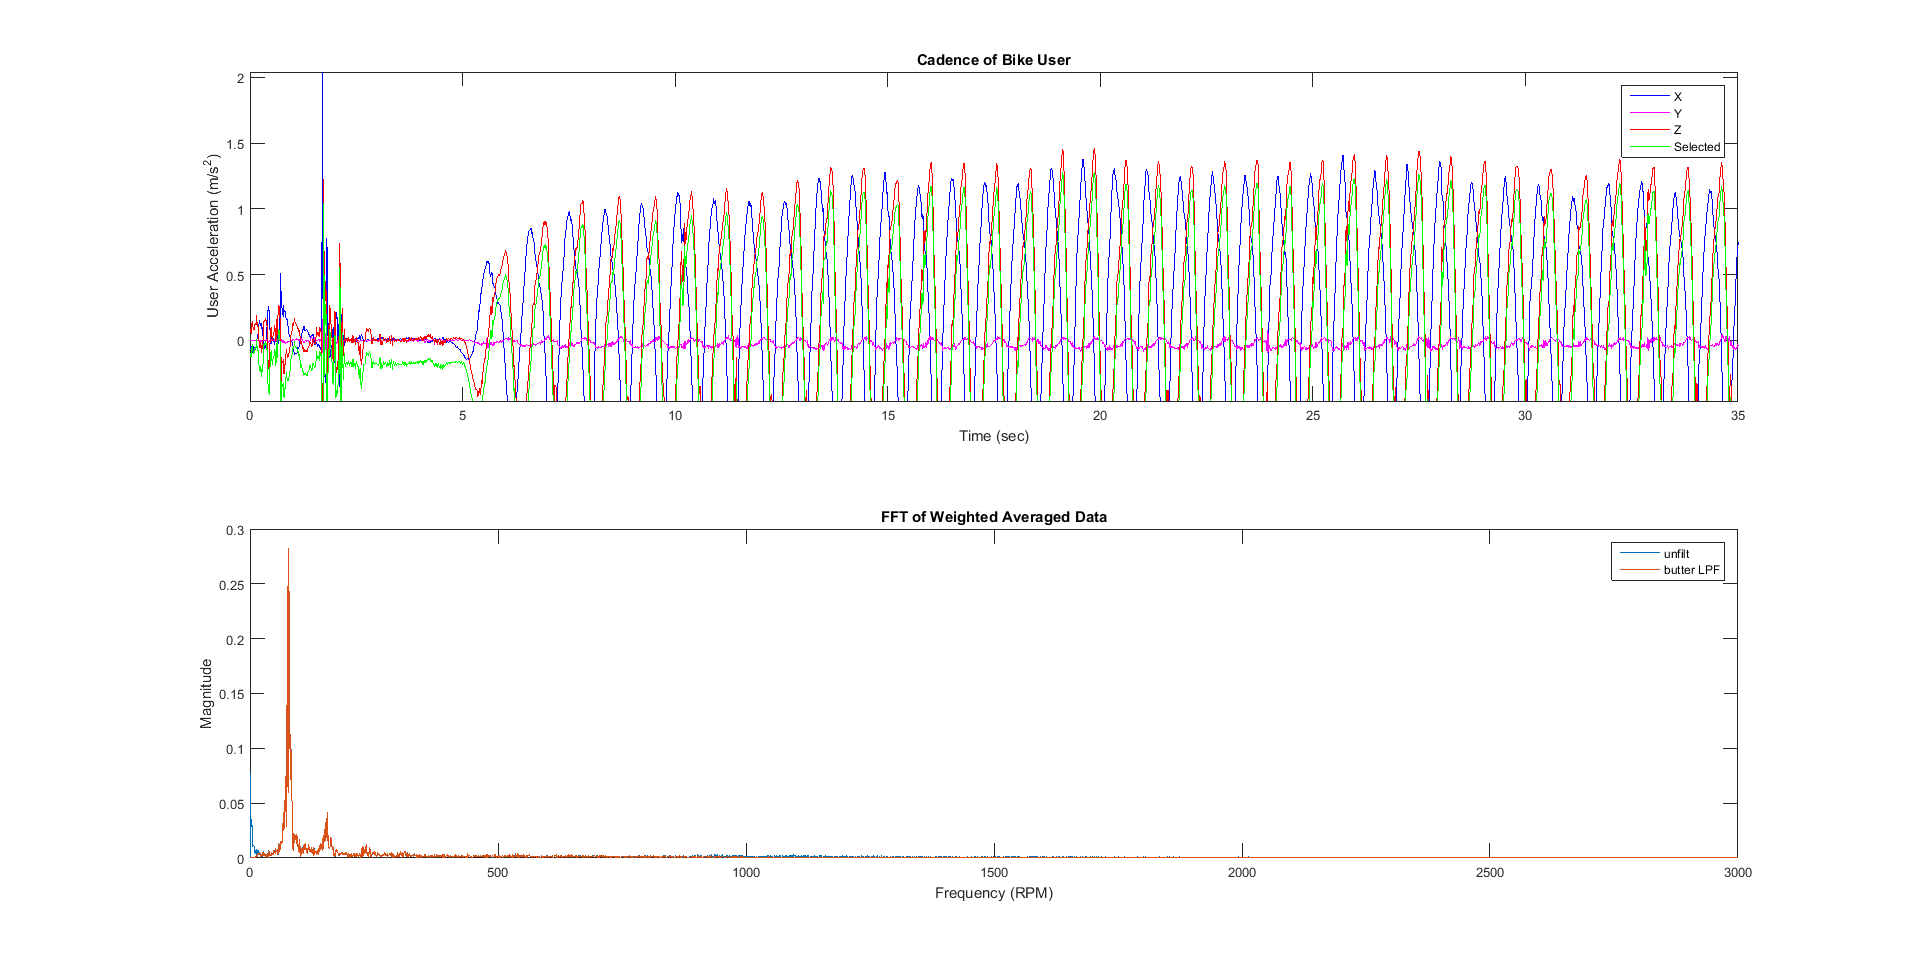 Cadence of Bike User
User Acceleration (m/s²)
2
1.5
1
0.5
0
X
Y
Z
Selected
0 5 10 15 20 25 30 35
Time (sec)
FFT of Weighted Averaged Data
Magnitude
0.3
0.25
0.2
0.15
0.1
0.05
0
unfilt
butter LPF
0 500 1000 1500 2000 2500 3000
Frequency (RPM)